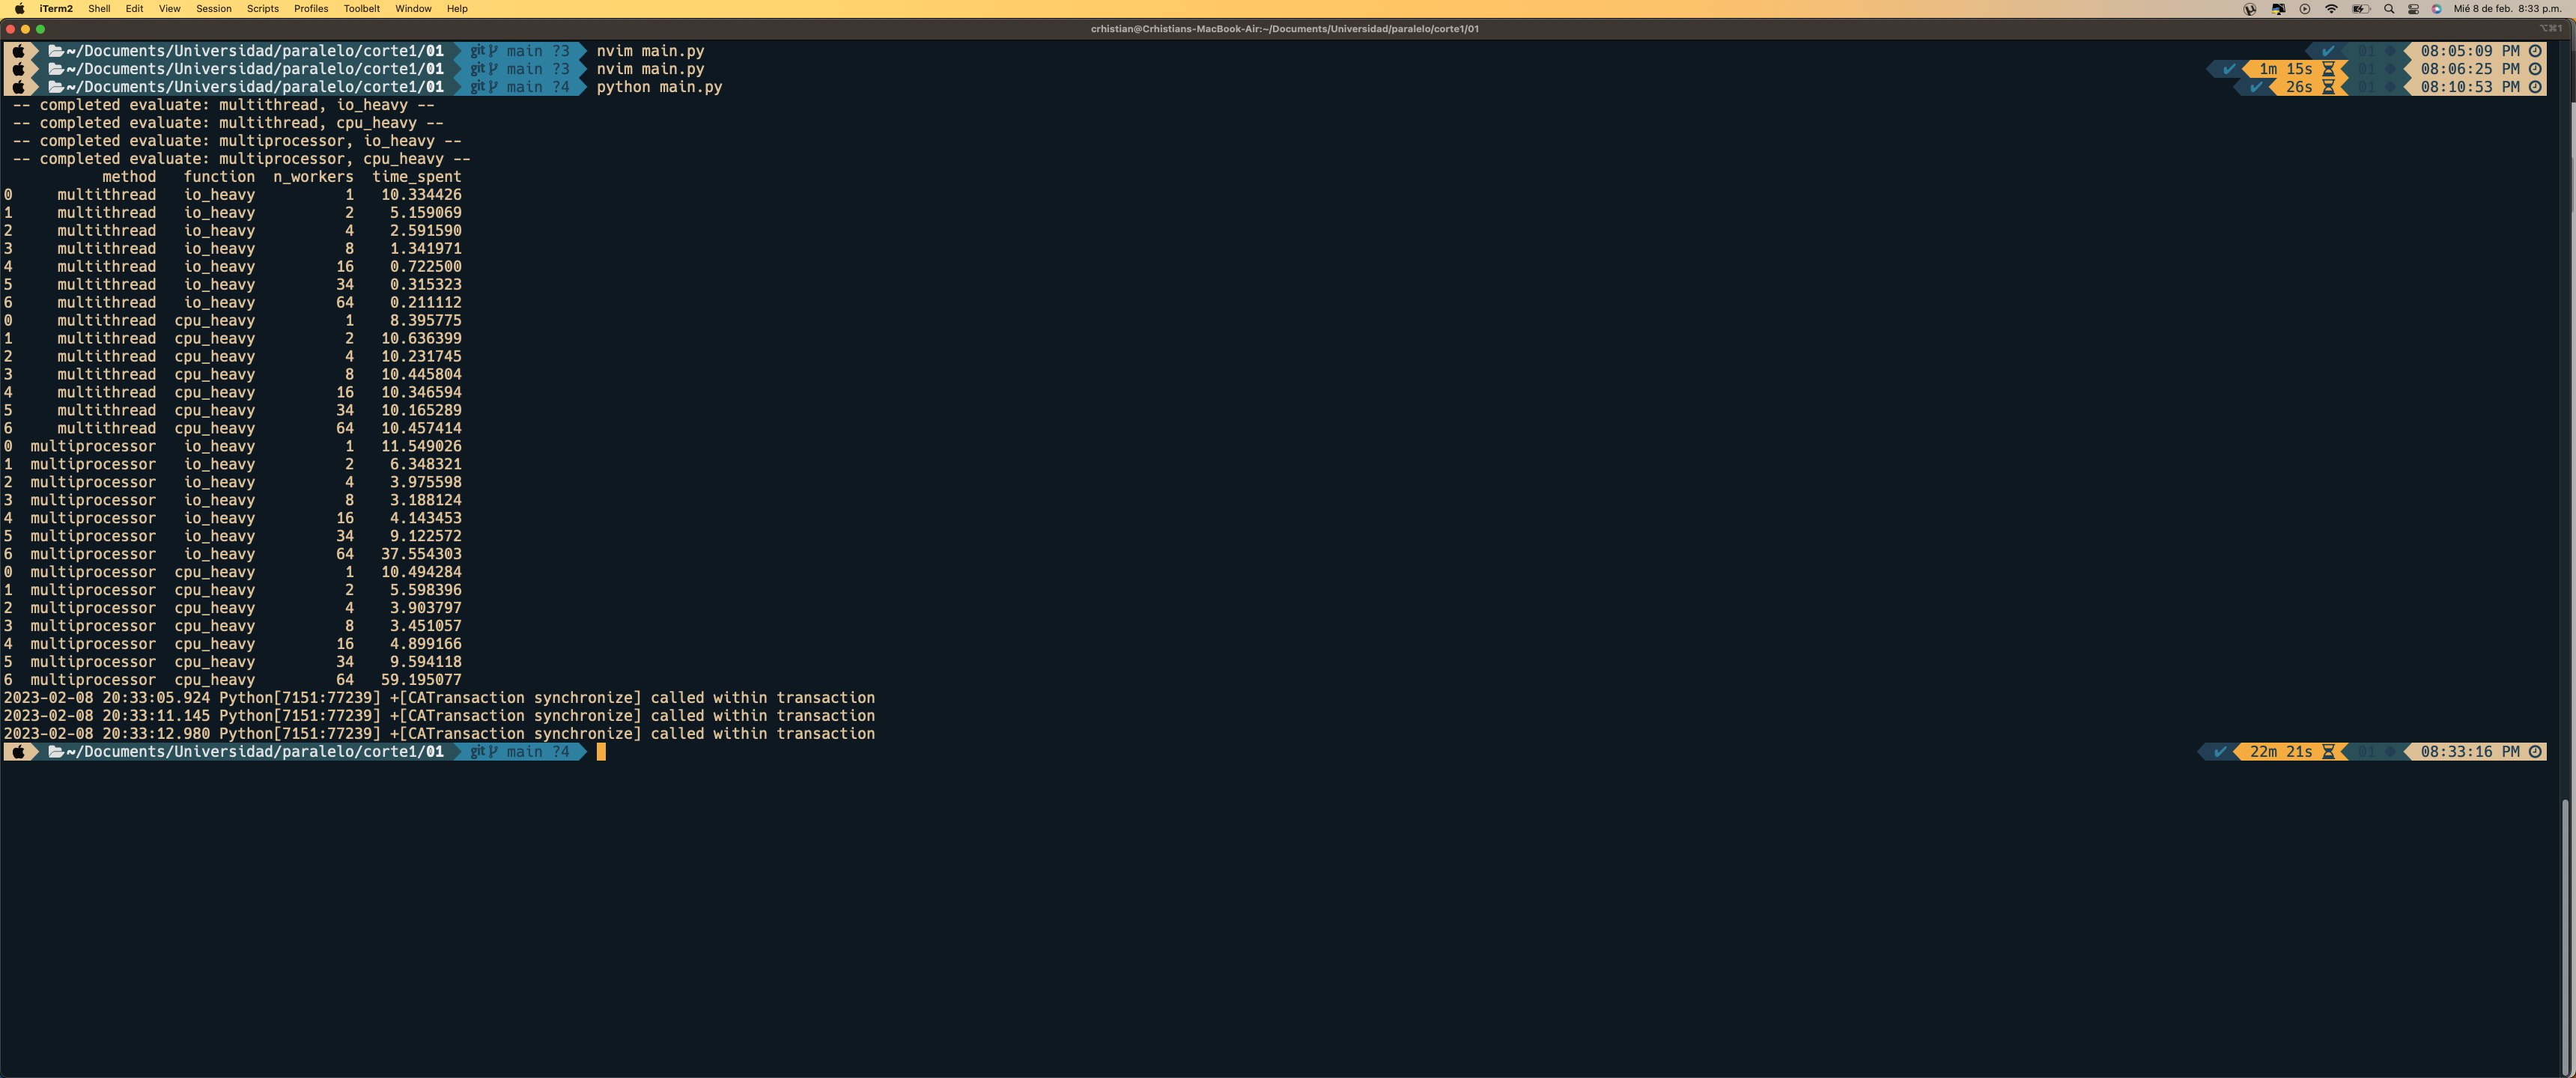 iTerm2 Shell Edit View Session Scripts Profiles Toolbelt Window Help Mié 8 de feb. 8:33 p.m.
crhistian@Crhistians-MacBook-Air:~/Documents/Universidad/paralelo/corte1/01 ⌥⌘1
~/Documents/Universidad/paralelo/corte1/01 git main ?3 nvim main.py ✔ 01 08:05:09 PM
~/Documents/Universidad/paralelo/corte1/01 git main ?3 nvim main.py ✔ 1m 15s 01 08:06:25 PM
~/Documents/Universidad/paralelo/corte1/01 git main ?4 python main.py ✔ 26s 01 08:10:53 PM
-- completed evaluate: multithread, io_heavy --
-- completed evaluate: multithread, cpu_heavy --
-- completed evaluate: multiprocessor, io_heavy --
-- completed evaluate: multiprocessor, cpu_heavy --
method function n_workers time_spent
0 multithread io_heavy 1 10.334426
1 multithread io_heavy 2 5.159069
2 multithread io_heavy 4 2.591590
3 multithread io_heavy 8 1.341971
4 multithread io_heavy 16 0.722500
5 multithread io_heavy 34 0.315323
6 multithread io_heavy 64 0.211112
0 multithread cpu_heavy 1 8.395775
1 multithread cpu_heavy 2 10.636399
2 multithread cpu_heavy 4 10.231745
3 multithread cpu_heavy 8 10.445804
4 multithread cpu_heavy 16 10.346594
5 multithread cpu_heavy 34 10.165289
6 multithread cpu_heavy 64 10.457414
0 multiprocessor io_heavy 1 11.549026
1 multiprocessor io_heavy 2 6.348321
2 multiprocessor io_heavy 4 3.975598
3 multiprocessor io_heavy 8 3.188124
4 multiprocessor io_heavy 16 4.143453
5 multiprocessor io_heavy 34 9.122572
6 multiprocessor io_heavy 64 37.554303
0 multiprocessor cpu_heavy 1 10.494284
1 multiprocessor cpu_heavy 2 5.598396
2 multiprocessor cpu_heavy 4 3.903797
3 multiprocessor cpu_heavy 8 3.451057
4 multiprocessor cpu_heavy 16 4.899166
5 multiprocessor cpu_heavy 34 9.594118
6 multiprocessor cpu_heavy 64 59.195077
2023-02-08 20:33:05.924 Python[7151:77239] +[CATransaction synchronize] called within transaction
2023-02-08 20:33:11.145 Python[7151:77239] +[CATransaction synchronize] called within transaction
2023-02-08 20:33:12.980 Python[7151:77239] +[CATransaction synchronize] called within transaction
~/Documents/Universidad/paralelo/corte1/01 git main ?4 ✔ 22m 21s 01 08:33:16 PM